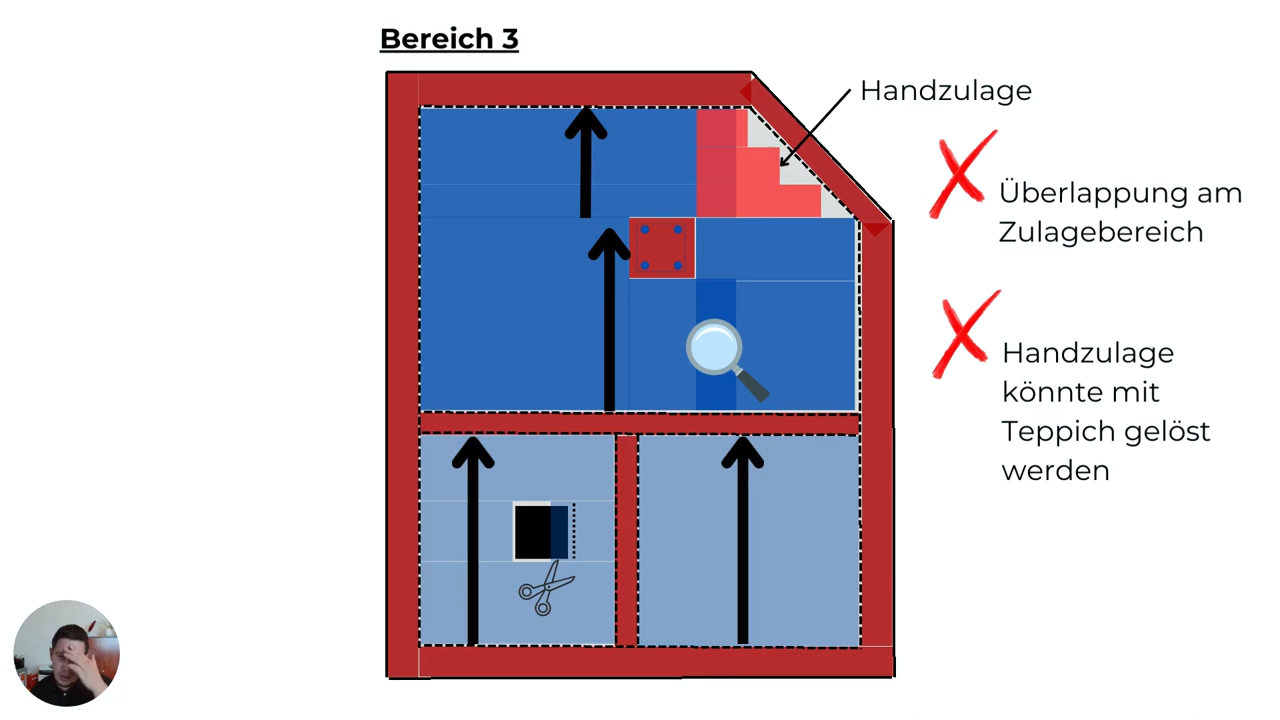 Bereich 3
Handzulage
Überlappung am
Zulagebereich
Handzulage
könnte mit
Teppich gelöst
werden